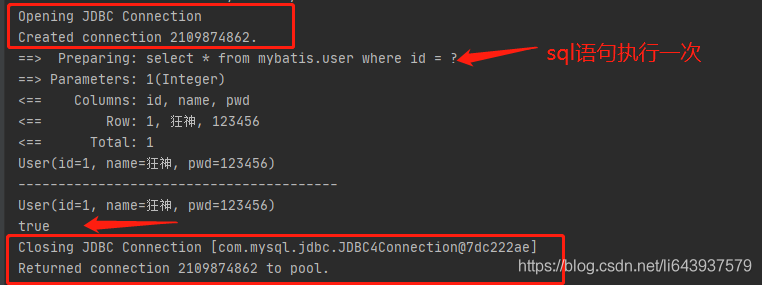 Opening JDBC Connection
Created connection 2109874862.
==>  Preparing: select * from mybatis.user where id = ?
sql语句执行一次
==> Parameters: 1(Integer)
<==    Columns: id, name, pwd
<==        Row: 1, 狂神, 123456
<==      Total: 1
User(id=1, name=狂神, pwd=123456)
----------------------------------------
User(id=1, name=狂神, pwd=123456)
true
Closing JDBC Connection [com.mysql.jdbc.JDBC4Connection@7dc222ae]
Returned connection 2109874862 to pool.
https://blog.csdn.net/li643937579